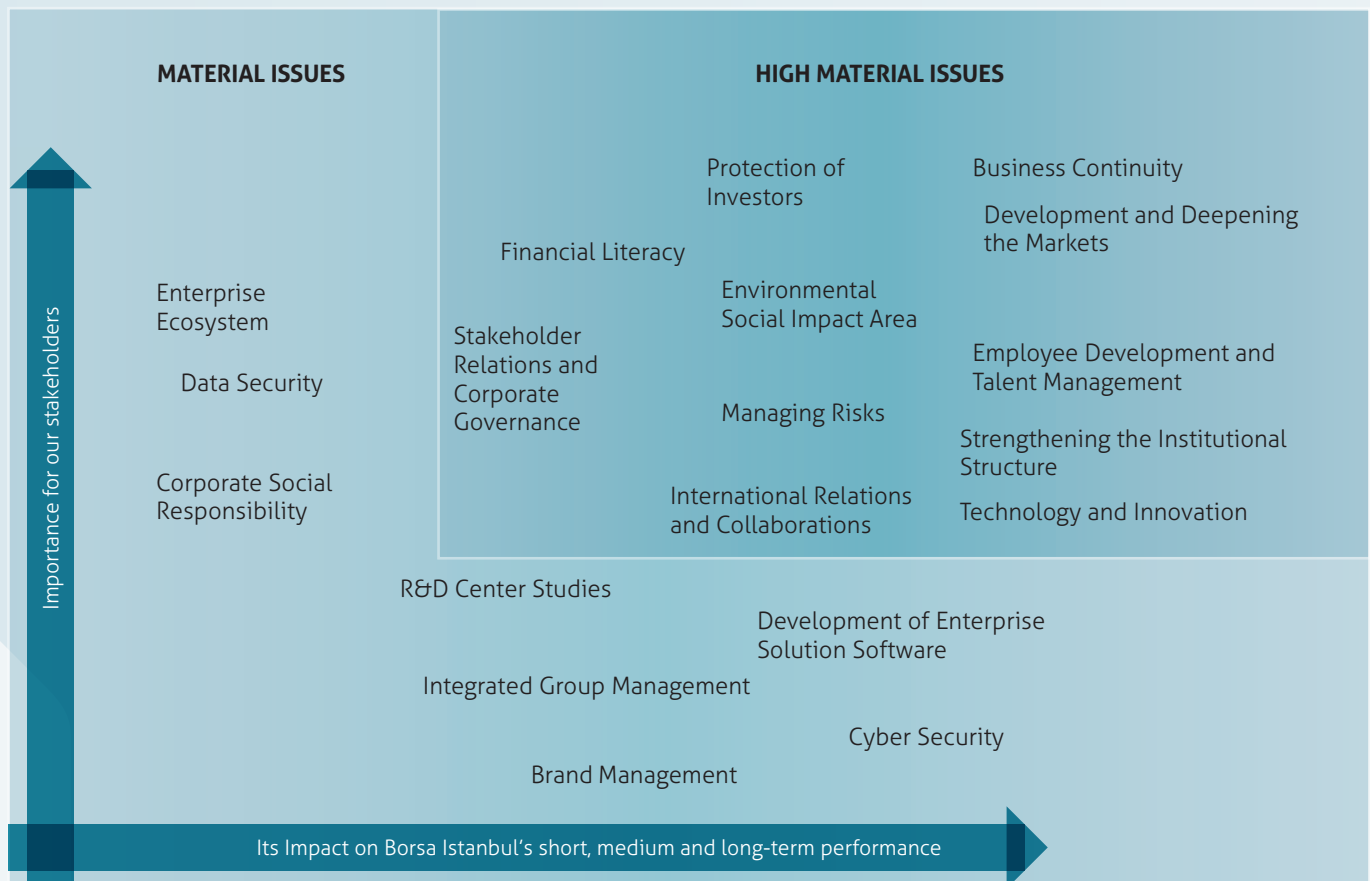 MATERIAL ISSUES
HIGH MATERIAL ISSUES
Protection of
Investors
Business Continuity
Development and Deepening
the Markets
Financial Literacy
Enterprise
Ecosystem
Environmental
Social Impact Area
Stakeholder
Relations and
Corporate
Governance
Employee Development and
Talent Management
Data Security
Managing Risks
Strengthening the Institutional
Structure
Corporate Social
Responsibility
International Relations
and Collaborations
Technology and Innovation
R&D Center Studies
Development of Enterprise
Solution Software
Integrated Group Management
Cyber Security
Brand Management
Importance for our stakeholders
Its Impact on Borsa Istanbul's short, medium and long-term performance